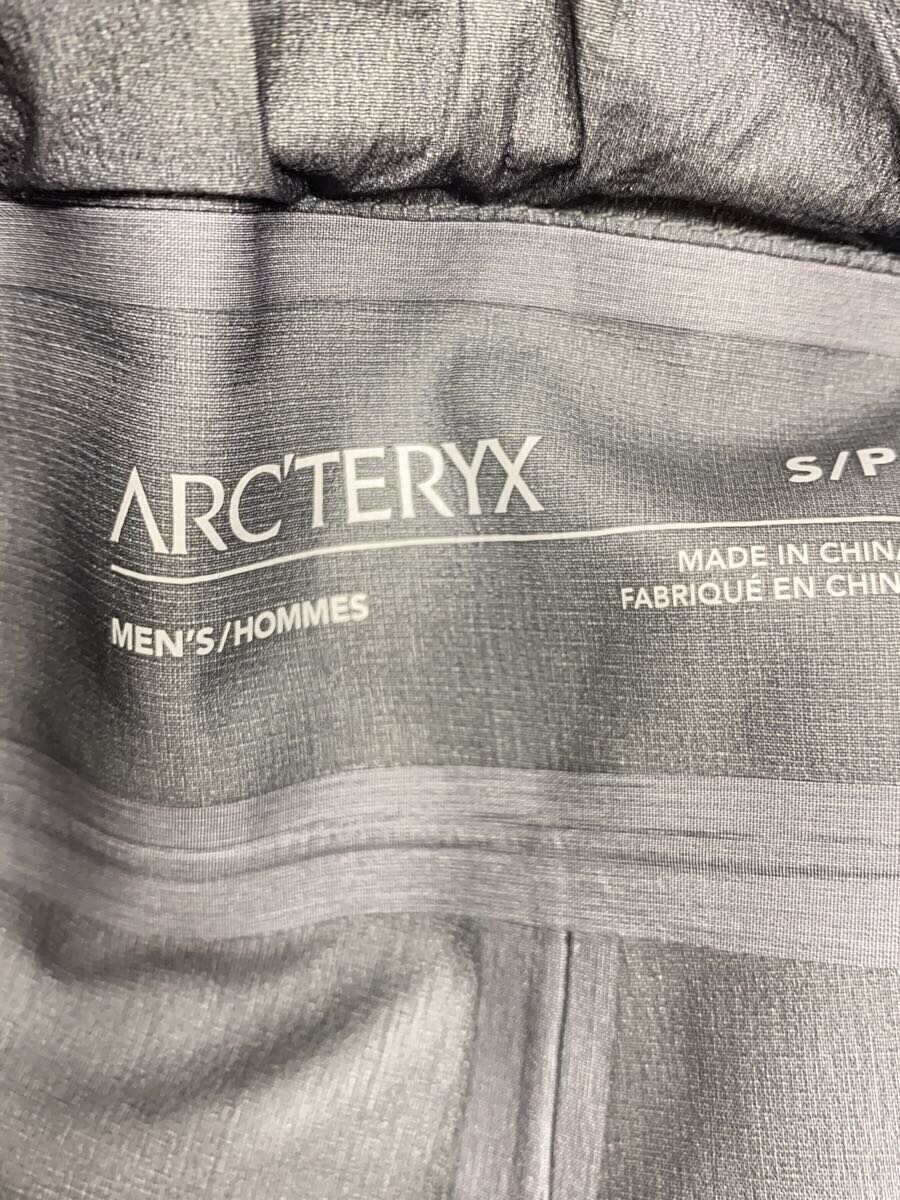 ARC'TERYX
S/P
MADE IN CHINA
FABRIQUÉ EN CHIN
MEN'S/HOMMES